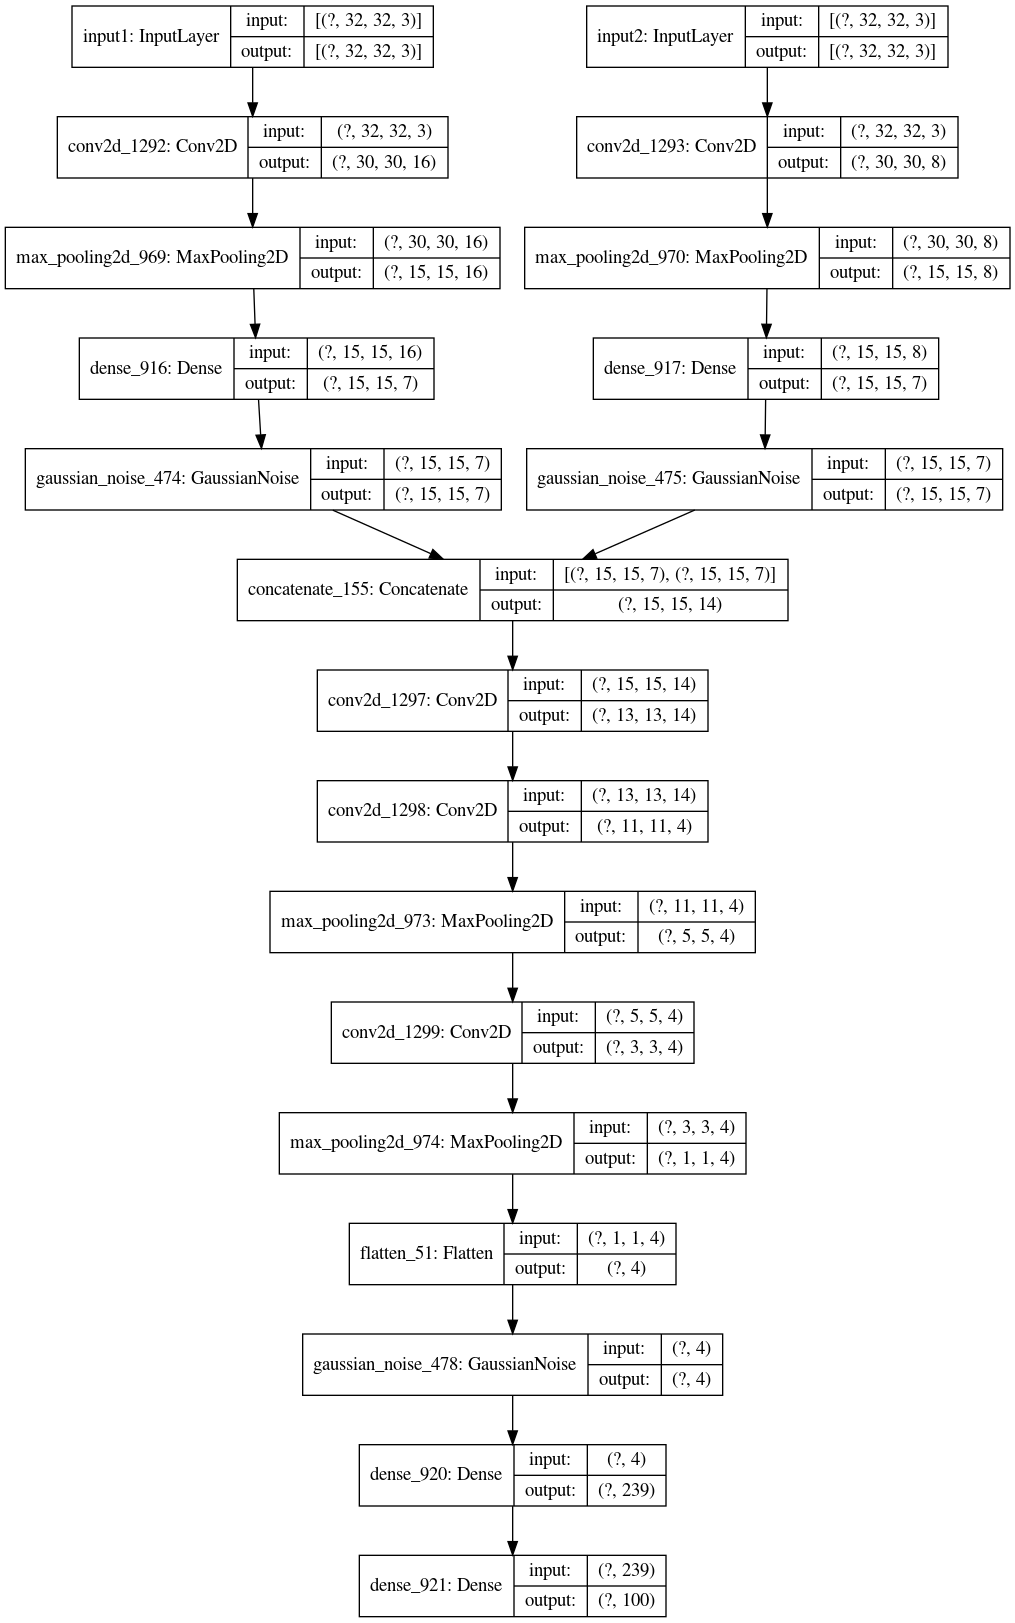 input1: InputLayer
input: [(?, 32, 32, 3)]
output: [(?, 32, 32, 3)]
input2: InputLayer
input: [(?, 32, 32, 3)]
output: [(?, 32, 32, 3)]
conv2d_1292: Conv2D
input: (?, 32, 32, 3)
output: (?, 30, 30, 16)
conv2d_1293: Conv2D
input: (?, 32, 32, 3)
output: (?, 30, 30, 8)
max_pooling2d_969: MaxPooling2D
input: (?, 30, 30, 16)
output: (?, 15, 15, 16)
max_pooling2d_970: MaxPooling2D
input: (?, 30, 30, 8)
output: (?, 15, 15, 8)
dense_916: Dense
input: (?, 15, 15, 16)
output: (?, 15, 15, 7)
dense_917: Dense
input: (?, 15, 15, 8)
output: (?, 15, 15, 7)
gaussian_noise_474: GaussianNoise
input: (?, 15, 15, 7)
output: (?, 15, 15, 7)
gaussian_noise_475: GaussianNoise
input: (?, 15, 15, 7)
output: (?, 15, 15, 7)
concatenate_155: Concatenate
input: [(?, 15, 15, 7), (?, 15, 15, 7)]
output: (?, 15, 15, 14)
conv2d_1297: Conv2D
input: (?, 15, 15, 14)
output: (?, 13, 13, 14)
conv2d_1298: Conv2D
input: (?, 13, 13, 14)
output: (?, 11, 11, 4)
max_pooling2d_973: MaxPooling2D
input: (?, 11, 11, 4)
output: (?, 5, 5, 4)
conv2d_1299: Conv2D
input: (?, 5, 5, 4)
output: (?, 3, 3, 4)
max_pooling2d_974: MaxPooling2D
input: (?, 3, 3, 4)
output: (?, 1, 1, 4)
flatten_51: Flatten
input: (?, 1, 1, 4)
output: (?, 4)
gaussian_noise_478: GaussianNoise
input: (?, 4)
output: (?, 4)
dense_920: Dense
input: (?, 4)
output: (?, 239)
dense_921: Dense
input: (?, 239)
output: (?, 100)